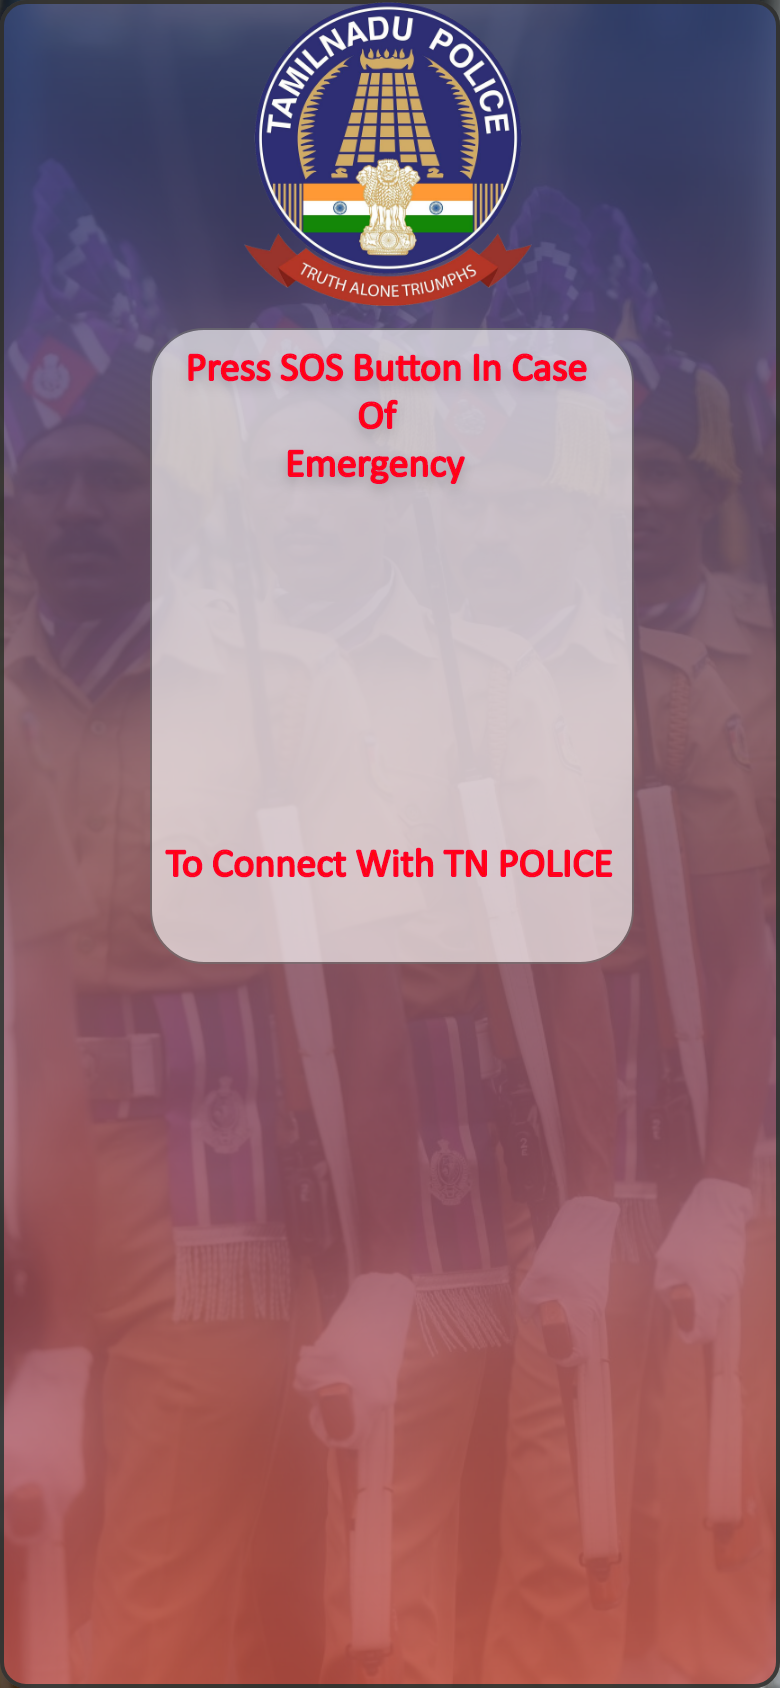 TAMILNADU POLICE
TRUTH ALONE TRIUMPHS
Press SOS Button In Case
Of
Emergency
To Connect With TN POLICE